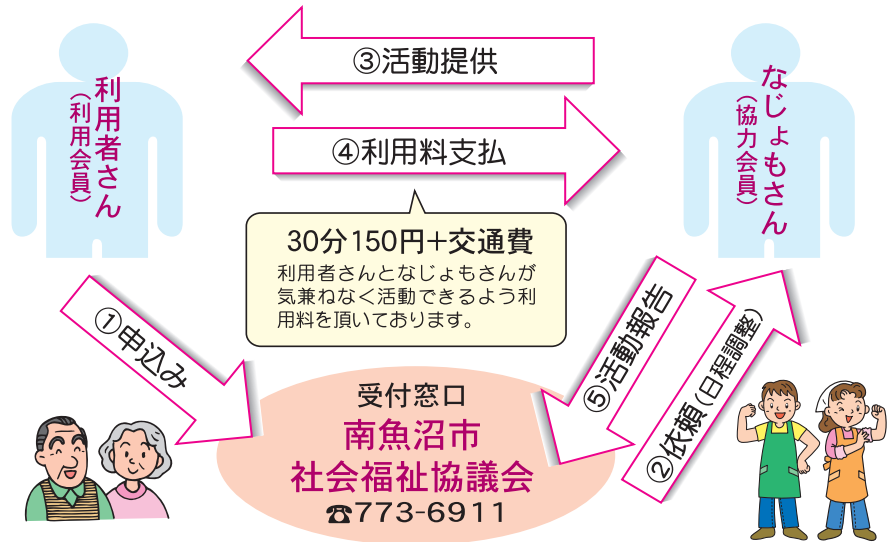 ③活動提供
利用者さん
（利用会員）
なじょもさん
（協力会員）
④利用料支払
30分150円+交通費
利用者さんとなじょもさんが
気兼ねなく活動できるよう利
用料を頂いております。
①申込み
⑤活動報告
②依頼（日程調整）
受付窓口
南魚沼市
社会福祉協議会
☎773-6911